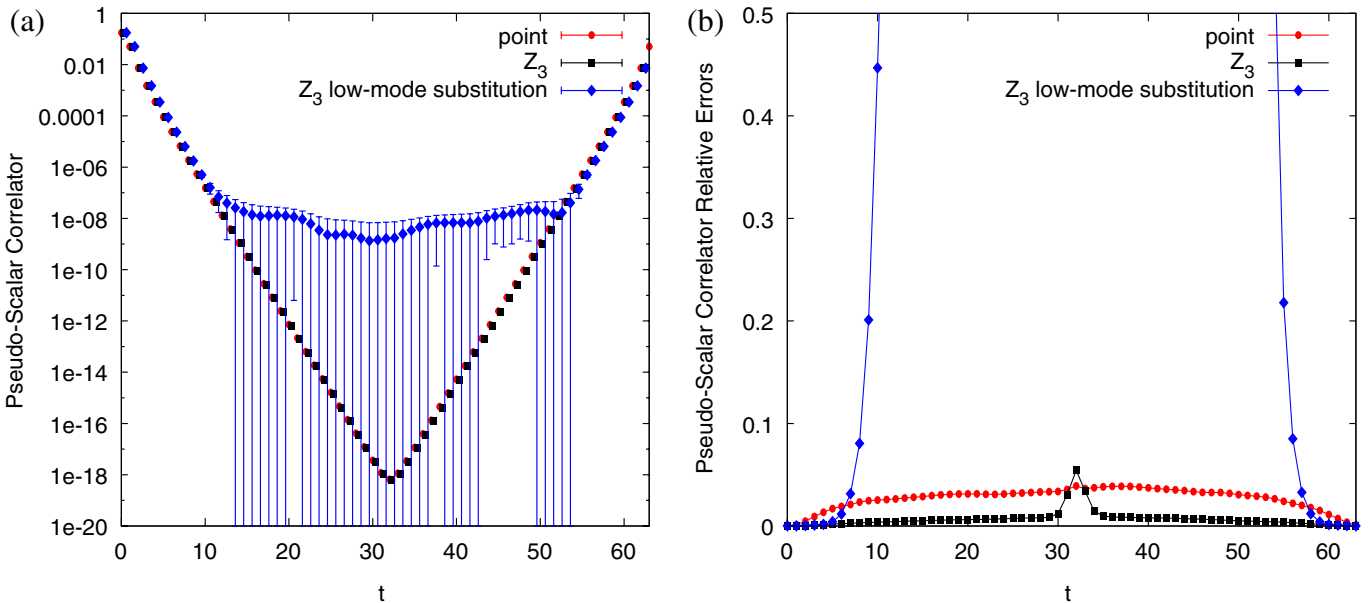 (a)
Pseudo-Scalar Correlator
1
0.01
0.0001
1e-06
1e-08
1e-10
1e-12
1e-14
1e-16
1e-18
1e-20
point
Z3
Z3 low-mode substitution
0 10 20 30 40 50 60
t
(b)
Pseudo-Scalar Correlator Relative Errors
0.5
0.4
0.3
0.2
0.1
0
point
Z3
Z3 low-mode substitution
0 10 20 30 40 50 60
t